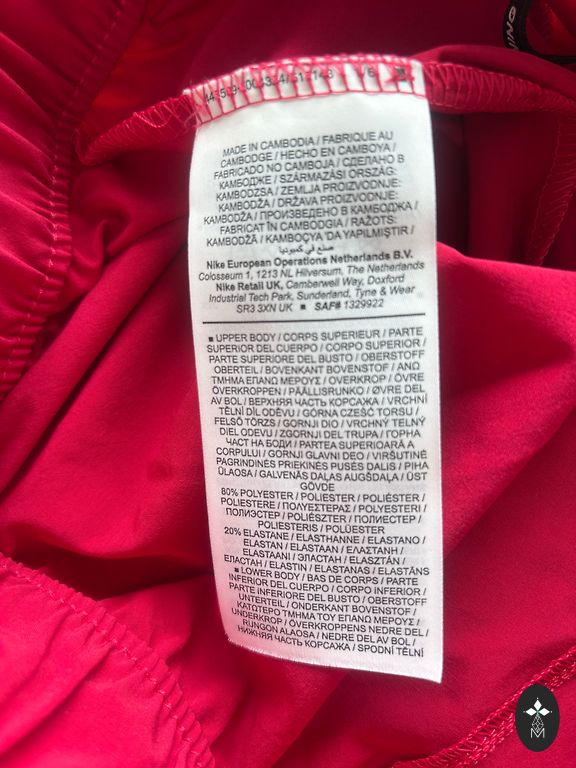 MADE IN CAMBODIA / FABRIQUE AU
CAMBODGE / HECHO EN CAMBOYA /
FABRICADO NO CAMBOJA / СДЕЛАНО В
КАМБОДЖЕ / SZÁRMAZÁSI ORSZÁG:
KAMBODZSA / ZEMLJA PROIZVODNJE:
KAMBODŽA / DRŽAVA PROIZVODNJE:
KAMBODŽA / ПРОИЗВЕДЕНО В КАМБОДЖА /
FABRICAT ÎN CAMBODGIA / RAŽOTS:
KAMBODŽĀ / KAMBOÇYA DA YAPILMIŞTIR /
صنع في كمبوديا
Nike European Operations Netherlands B.V.
Colosseum 1, 1213 NL Hilversum, The Netherlands
Nike Retail UK, Camberwell Way, Doxford
Industrial Tech Park, Sunderland, Tyne & Wear
SR3 3XN UK ■ SAF# 1329922
■ UPPER BODY / CORPS SUPERIEUR / PARTE
SUPERIOR DEL CUERPO / CORPO SUPERIOR /
PARTE SUPERIORE DEL BUSTO / OBERSTOFF
OBERTEIL / BOVENKANT BOVENSTOF / ΑΝΩ
ΤΜΗΜΑ ΕΠΑΝΩ ΜΕΡΟΥΣ / OVERKROP / ÖVRE
ÖVERKROPPEN / PÄÄLLISRUNKO / ØVRE DEL
AV BOL / ВЕРХНЯЯ ЧАСТЬ КОРСАЖА / VRCHNÍ
TĚLNÍ DÍL ODĚVU / GÓRNA CZEŚĆ TORSU /
FELSŐ TÖRZS / GORNJI DIO / VRCHNÝ TELNÝ
DIEL ODEVU / ZGORNJI DEL TRUPA / ГОРНА
ЧАСТ НА БОДИ / PARTEA SUPERIOARĂ A
CORPULUI / GORNJI GLAVNI DEO / VIRŠUTINĖ
PAGRINDINĖS PRIEKINĖS PUSĖS DALIS / PIHA
ÜLAOSA / GALVENĀS DAĻAS AUGŠDAĻA / ÜST
GÖVDE
80% POLYESTER / POLIESTER / POLIÉSTER /
POLIESTERE / ΠΟΛΥΕΣΤΕΡΑΣ / POLYESTERI /
ПОЛИЭСТЕР / POLIÉSZTER / ПОЛИЕСТЕР /
POLIESTERIS / POLÜESTER
20% ELASTANE / ELASTHANNE / ELASTANO /
ELASTAN / ELASTAAN / ΕΛΑΣΤΑΝΗ /
ELASTAANI / ЭЛАСТАН / ELASZTÁN /
ЕЛАСТАН / ELASTIN / ELASTANAS / ELASTĀNS
■ LOWER BODY / BAS DE CORPS / PARTE
INFERIOR DEL CUERPO / CORPO INFERIOR /
PARTE INFERIORE DEL BUSTO / OBERSTOFF
UNTERTEIL / ONDERKANT BOVENSTOF /
ΚΑΤΩΤΕΡΟ ΤΜΗΜΑ ΤΟΥ ΕΠΑΝΩ ΜΕΡΟΥΣ /
UNDERKROP / ÖVERKROPPENS NEDRE DEL /
RUNGON ALAOSA / NEDRE DEL AV BOL /
НИЖНЯЯ ЧАСТЬ КОРСАЖА / SPODNÍ TĚLNÍ